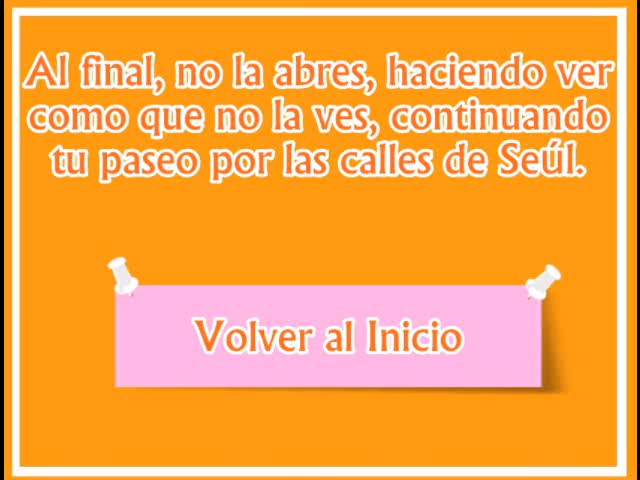 Al final, no la abres, haciendo ver
como que no la ves, continuando
tu paseo por las calles de Seúl.
Volver al Inicio